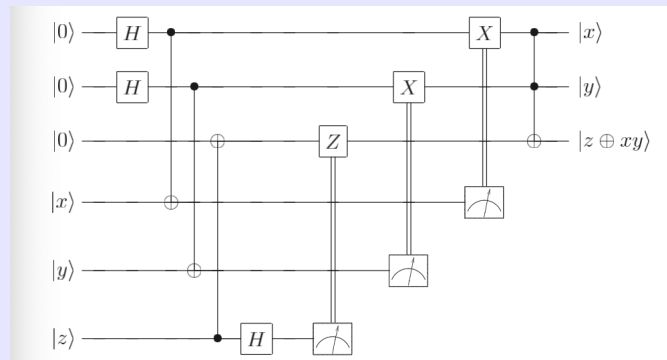 |0⟩ H X |x⟩
|0⟩ H X |y⟩
|0⟩ Z |z ⊕ xy⟩
|x⟩
|y⟩
|z⟩ H